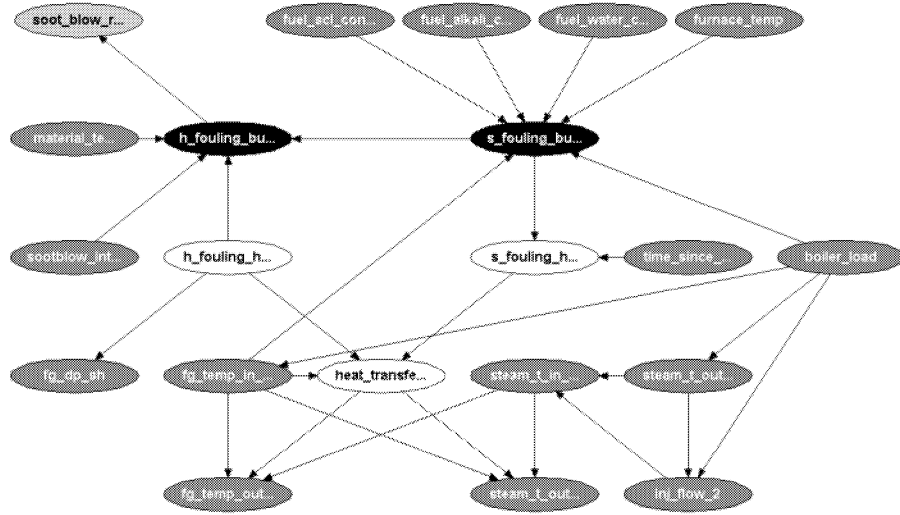 soot_blow_r...
fuel_scl_con...
fuel_alkali_c...
fuel_water_c...
furnace_temp
material_te...
h_fouling_bu...
s_fouling_bu...
sootblow_int...
h_fouling_h...
s_fouling_h...
time_since_...
boiler_load
fg_dp_sh
fg_temp_in_...
heat_transfe...
steam_t_in_...
steam_t_out...
fg_temp_out...
steam_t_out...
inj_flow_2